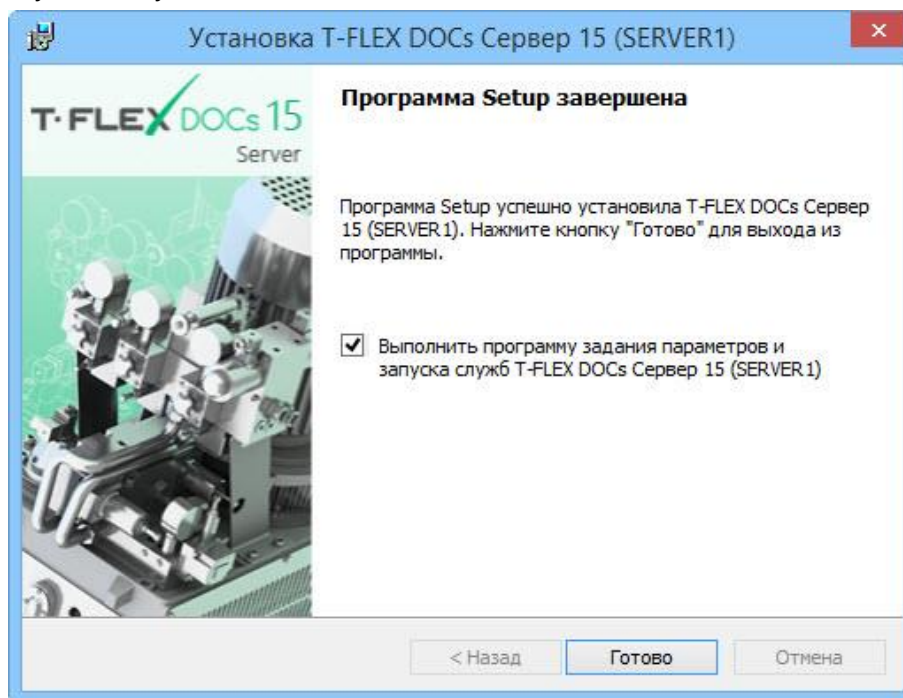 Установка T-FLEX DOCs Сервер 15 (SERVER1)
T-FLEX DOCs 15
Server
Программа Setup завершена
Программа Setup успешно установила T-FLEX DOCs Сервер
15 (SERVER1). Нажмите кнопку "Готово" для выхода из
программы.
Выполнить программу задания параметров и
запуска служб T-FLEX DOCs Сервер 15 (SERVER1)
< Назад
Готово
Отмена